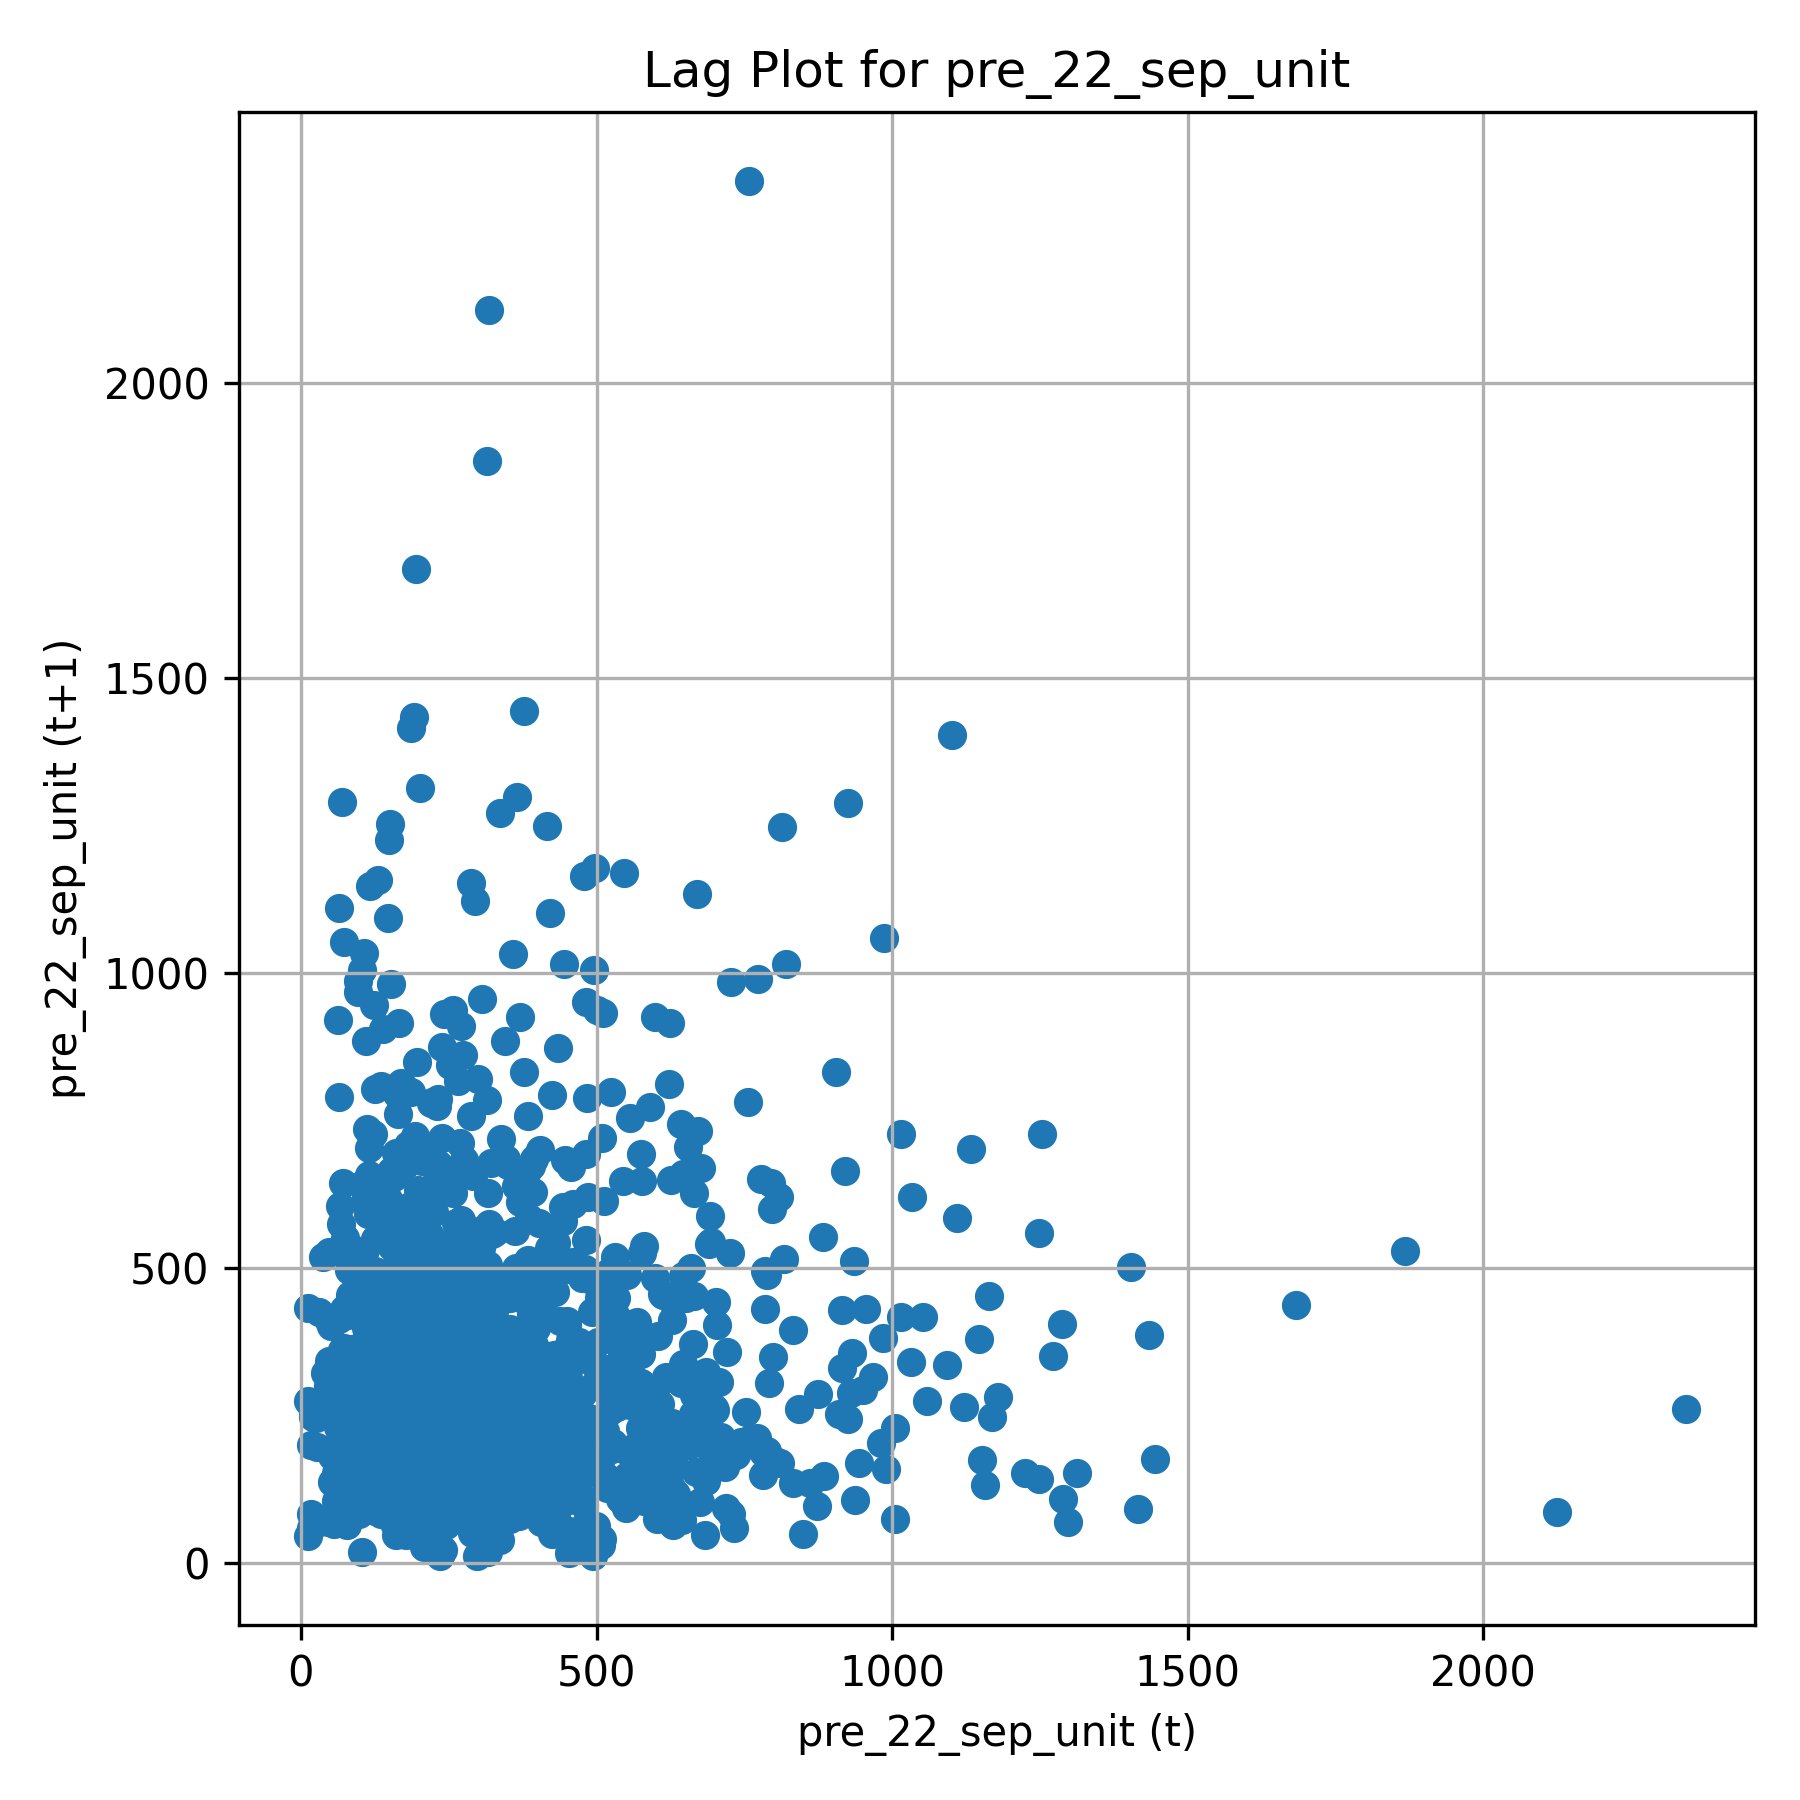 Lag Plot for pre_22_sep_unit
pre_22_sep_unit (t+1)
2000
1500
1000
500
0
0 500 1000 1500 2000
pre_22_sep_unit (t)